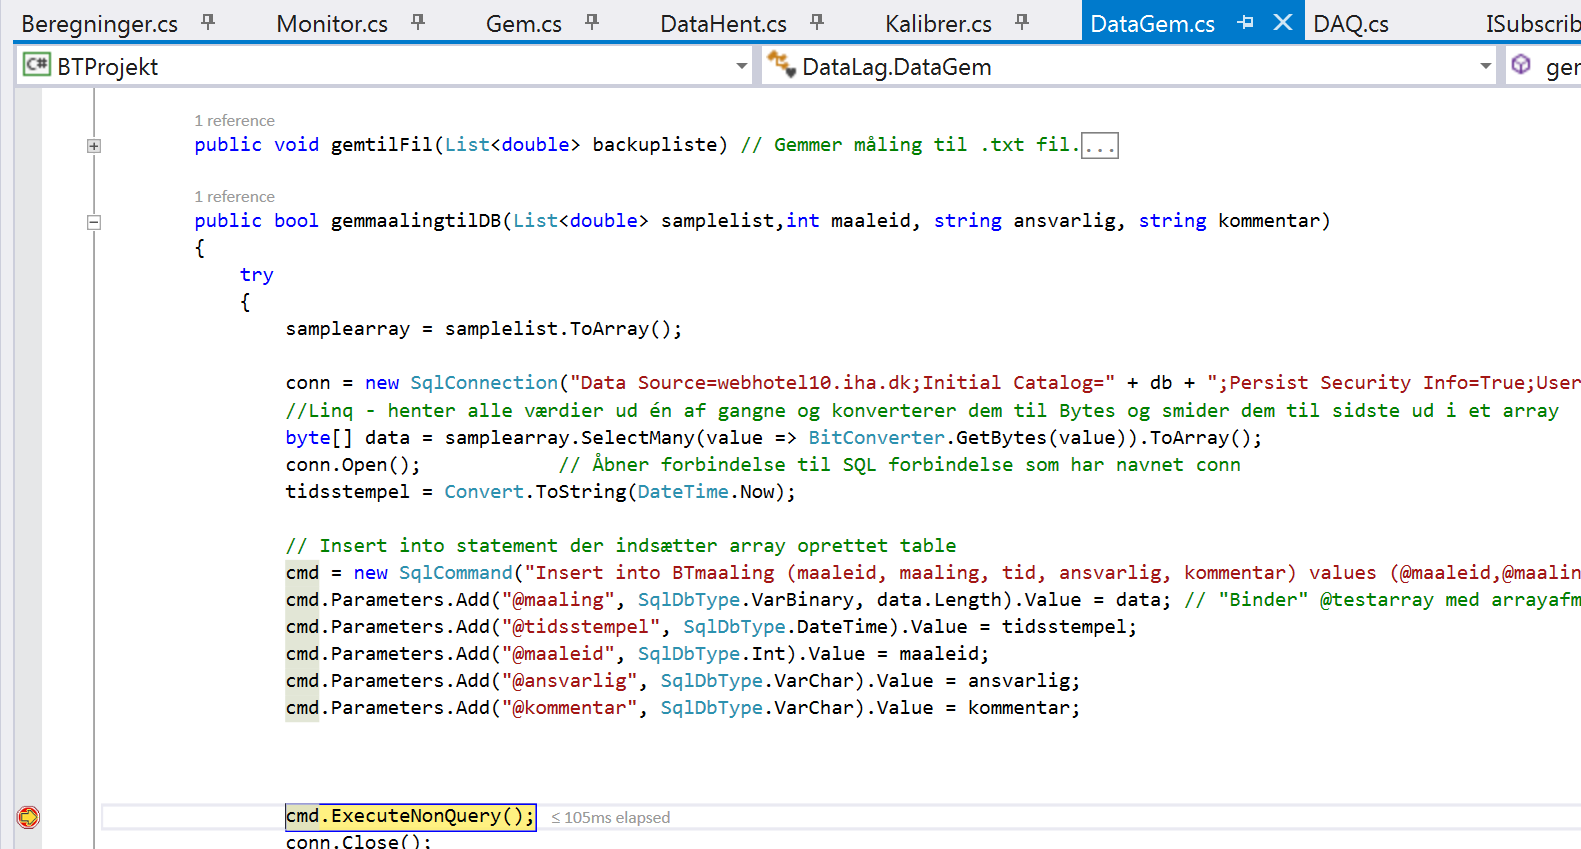 Beregninger.cs Monitor.cs Gem.cs DataHent.cs Kalibrer.cs DataGem.cs DAQ.cs ISubscrib
C# BTProjekt DataLag.DataGem gem
1 reference
public void gemtilFil(List<double> backupliste) // Gemmer måling til .txt fil....
1 reference
public bool gemmaalingtilDB(List<double> samplelist,int maaleid, string ansvarlig, string kommentar)
{
try
{
samplearray = samplelist.ToArray();
conn = new SqlConnection("Data Source=webhotel10.iha.dk;Initial Catalog=" + db + ";Persist Security Info=True;User
//Linq - henter alle værdier ud én af gangne og konverterer dem til Bytes og smider dem til sidste ud i et array
byte[] data = samplearray.SelectMany(value => BitConverter.GetBytes(value)).ToArray();
conn.Open(); // Åbner forbindelse til SQL forbindelse som har navnet conn
tidsstempel = Convert.ToString(DateTime.Now);
// Insert into statement der indsætter array oprettet table
cmd = new SqlCommand("Insert into BTmaaling (maaleid, maaling, tid, ansvarlig, kommentar) values (@maaleid,@maalin
cmd.Parameters.Add("@maaling", SqlDbType.VarBinary, data.Length).Value = data; // "Binder" @testarray med arrayafm
cmd.Parameters.Add("@tidsstempel", SqlDbType.DateTime).Value = tidsstempel;
cmd.Parameters.Add("@maaleid", SqlDbType.Int).Value = maaleid;
cmd.Parameters.Add("@ansvarlig", SqlDbType.VarChar).Value = ansvarlig;
cmd.Parameters.Add("@kommentar", SqlDbType.VarChar).Value = kommentar;
cmd.ExecuteNonQuery(); ≤ 105ms elapsed
conn.Close();